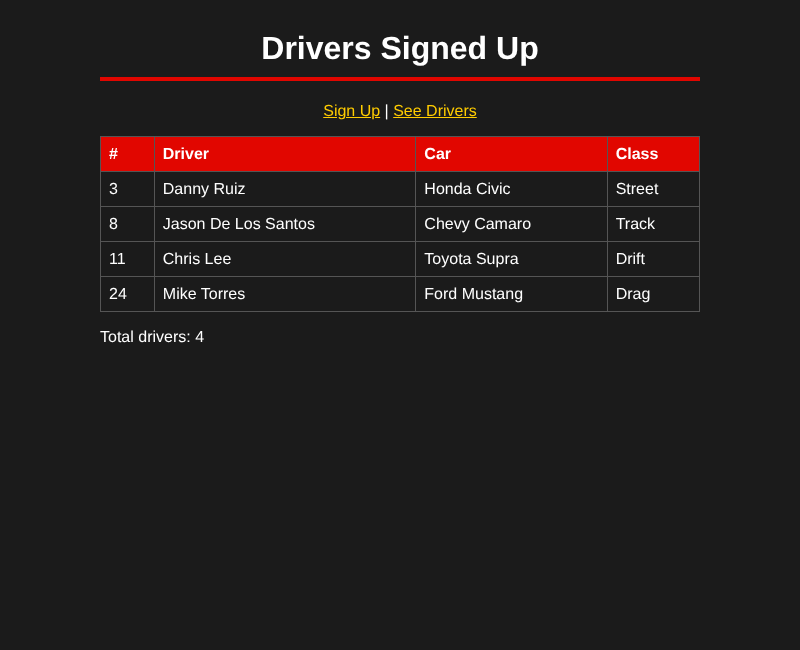 Drivers Signed Up
Sign Up | See Drivers
# Driver Car Class
3 Danny Ruiz Honda Civic Street
8 Jason De Los Santos Chevy Camaro Track
11 Chris Lee Toyota Supra Drift
24 Mike Torres Ford Mustang Drag
Total drivers: 4